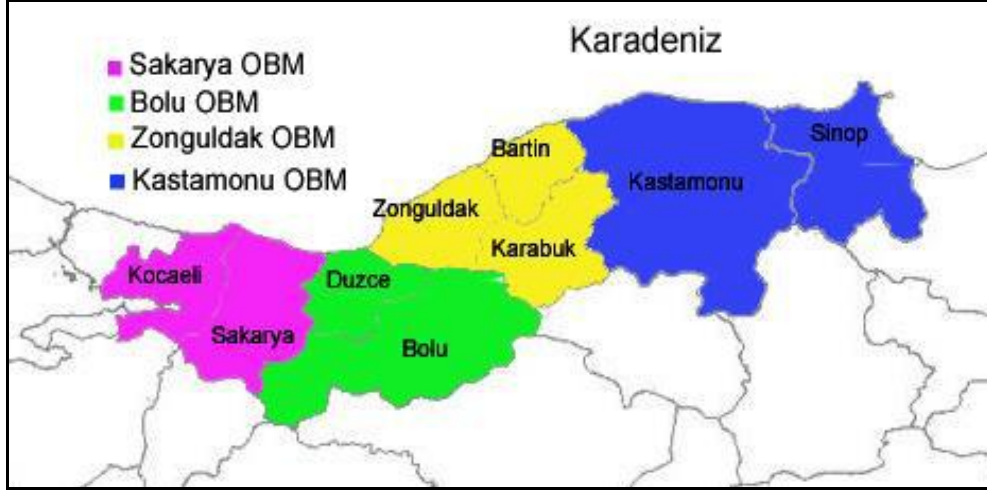 Karadeniz
Sakarya OBM
Bolu OBM
Zonguldak OBM
Kastamonu OBM
Sinop
Bartin
Kastamonu
Zonguldak
Karabuk
Kocaeli
Duzce
Sakarya
Bolu